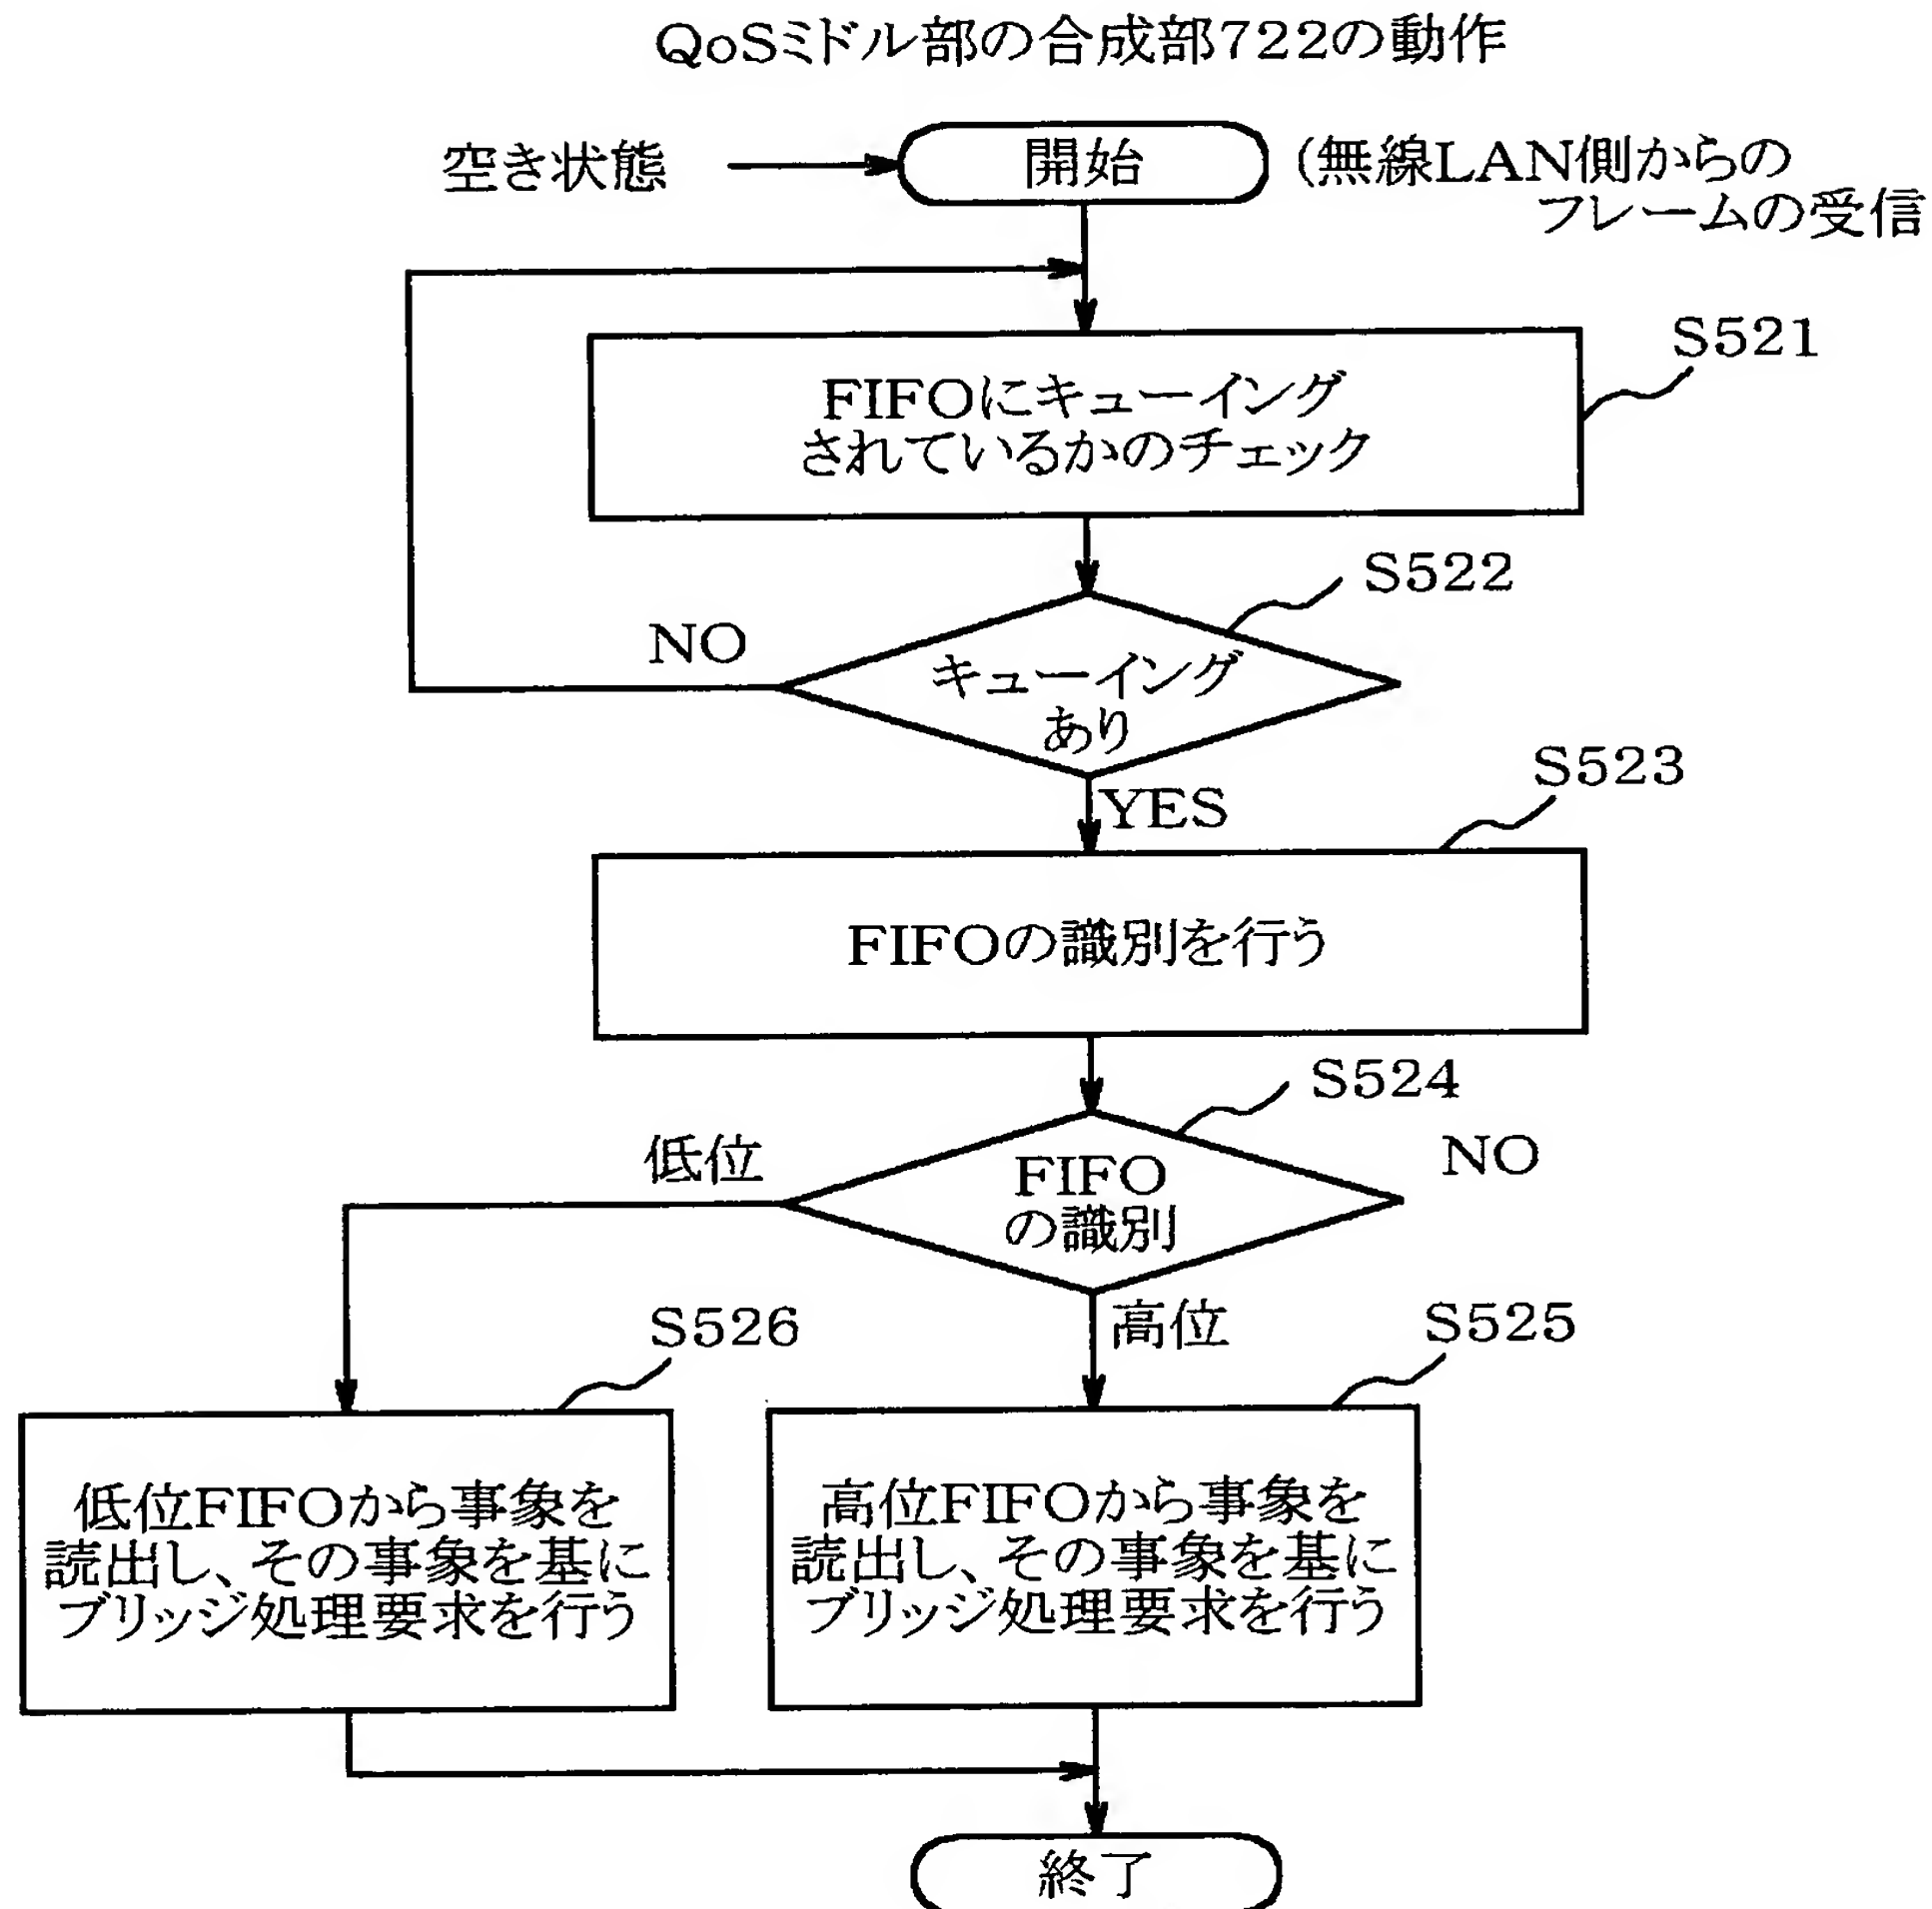 QoSミドル部の合成部722の動作
空き状態
開始
(無線LAN側からの
フレームの受信
S521
FIFOにキューイング
されているかのチェック
S522
NO
キューイング
あり
S523
YES
FIFOの識別を行う
S524
低位
NO
FIFO
の識別
S526
高位
S525
低位FIFOから事象を
読出し、その事象を基に
ブリッジ処理要求を行う
高位FIFOから事象を
読出し、その事象を基に
ブリッジ処理要求を行う
終了